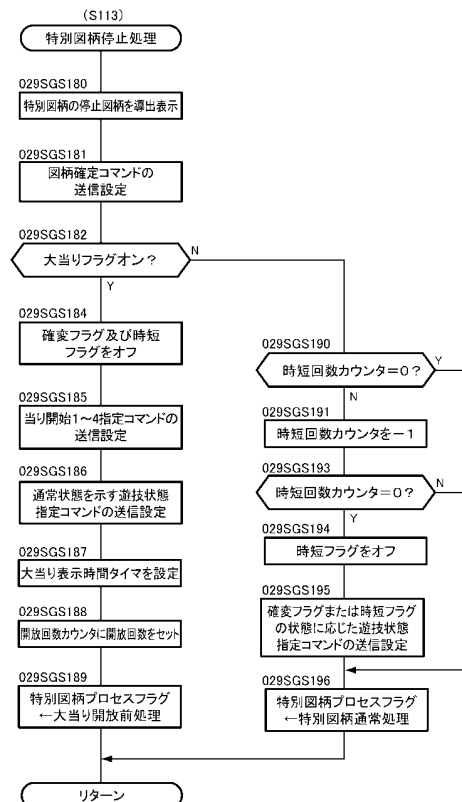 (S113)
特別図柄停止処理
029SGS180
特別図柄の停止図柄を導出表示
029SGS181
図柄確定コマンドの
送信設定
029SGS182
大当りフラグオン？
N
Y
029SGS184
確変フラグ及び時短
フラグをオフ
029SGS185
当り開始1～4指定コマンドの
送信設定
029SGS186
通常状態を示す遊技状態
指定コマンドの送信設定
029SGS187
大当り表示時間タイマを設定
029SGS188
開放回数カウンタに開放回数をセット
029SGS189
特別図柄プロセスフラグ
←大当り開放前処理
029SGS190
時短回数カウンタ＝0？
Y
N
029SGS191
時短回数カウンタを－1
029SGS193
時短回数カウンタ＝0？
N
Y
029SGS194
時短フラグをオフ
029SGS195
確変フラグまたは時短フラグ
の状態に応じた遊技状態
指定コマンドの送信設定
029SGS196
特別図柄プロセスフラグ
←特別図柄通常処理
リターン